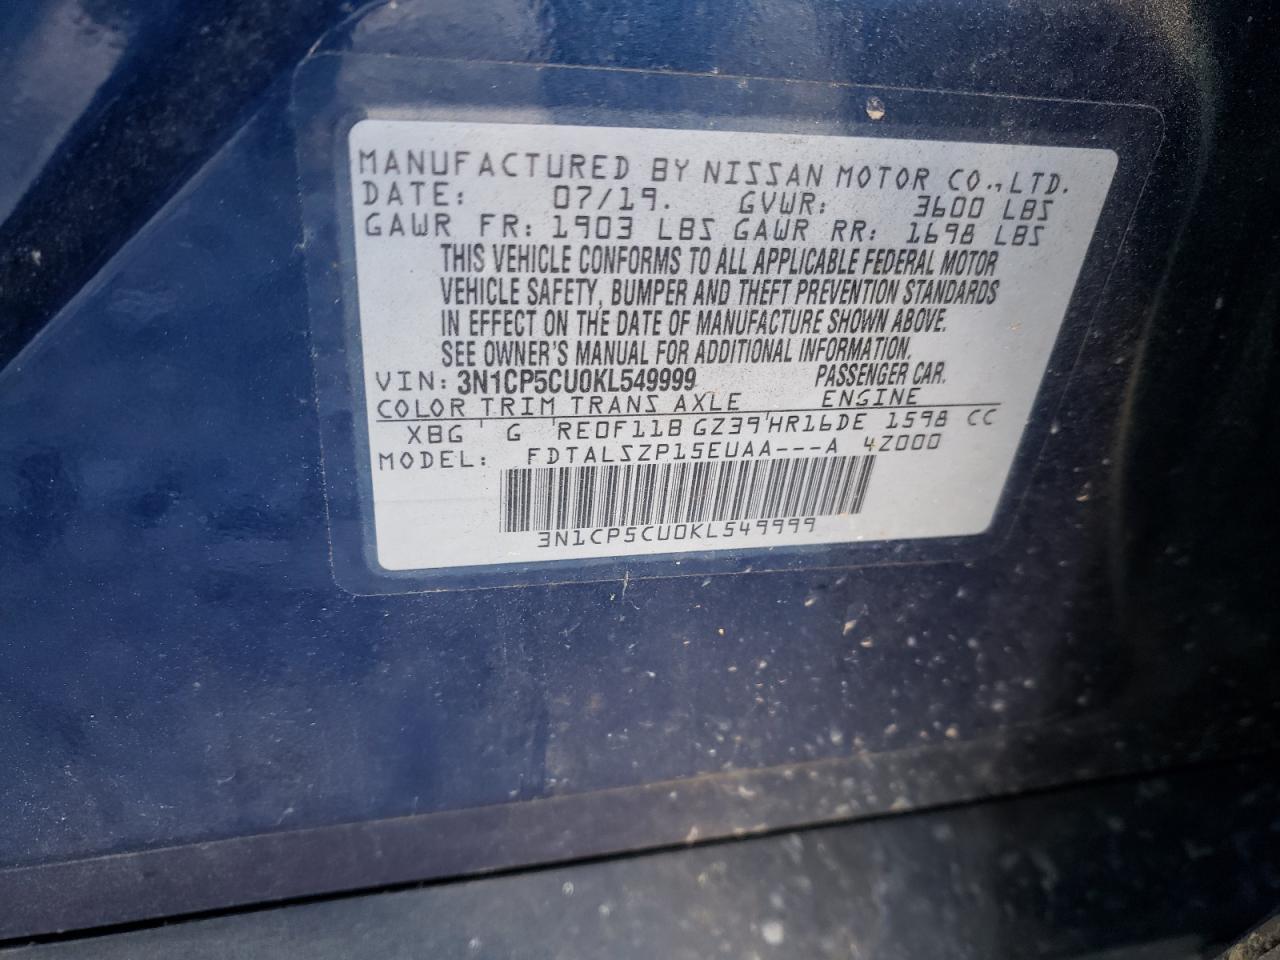 MANUFACTURED BY NISSAN MOTOR CO., LTD.
DATE: 07/19. GVWR: 3600 LBS
GAWR FR: 1903 LBS GAWR RR: 1698 LBS
THIS VEHICLE CONFORMS TO ALL APPLICABLE FEDERAL MOTOR
VEHICLE SAFETY, BUMPER AND THEFT PREVENTION STANDARDS
IN EFFECT ON THE DATE OF MANUFACTURE SHOWN ABOVE.
SEE OWNER'S MANUAL FOR ADDITIONAL INFORMATION.
VIN: 3N1CP5CU0KL549999 PASSENGER CAR.
COLOR TRIM TRANS AXLE ENGINE
XBG G RE0F11B GZ39 HR16DE 1598 CC
MODEL: FDTALSZP15EUAA---A 4Z000
3N1CP5CU0KL549999